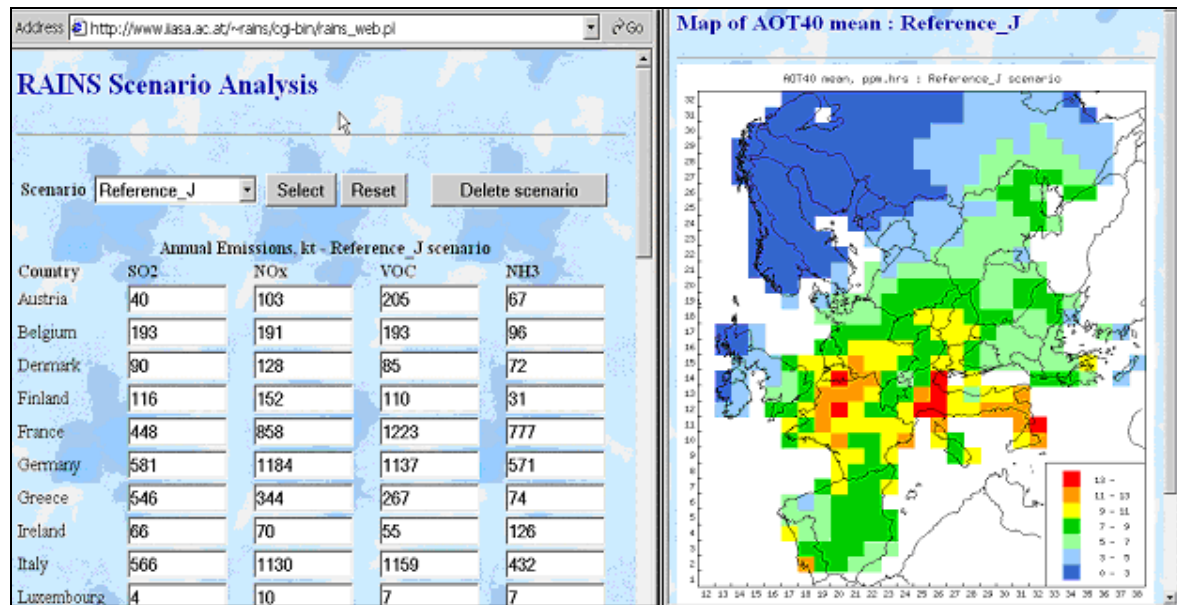 Address http://www.iiasa.ac.at/~rains/cgi-bin/rains_web.pl Go
RAINS Scenario Analysis
Scenario Reference_J Select Reset Delete scenario
Annual Emissions, kt - Reference_J scenario
Country SO2 NOx VOC NH3
Austria 40 103 205 67
Belgium 193 191 193 96
Denmark 90 128 85 72
Finland 116 152 110 31
France 448 858 1223 777
Germany 581 1184 1137 571
Greece 546 344 267 74
Ireland 66 70 55 126
Italy 566 1130 1159 432
Luxembourg 4 10 7 7
Map of AOT40 mean : Reference_J
AOT40 mean, ppm.hrs : Reference_J scenario
32
31
30
29
28
27
26
25
24
23
22
21
20
19
18
17
16
15
14
13
12
11
10
9
8
7
6
5
4
3
2
1
13 -
11 - 13
9 - 11
7 - 9
5 - 7
3 - 5
0 - 3
12 13 14 15 16 17 18 19 20 21 22 23 24 25 26 27 28 29 30 31 32 33 34 35 36 37 38